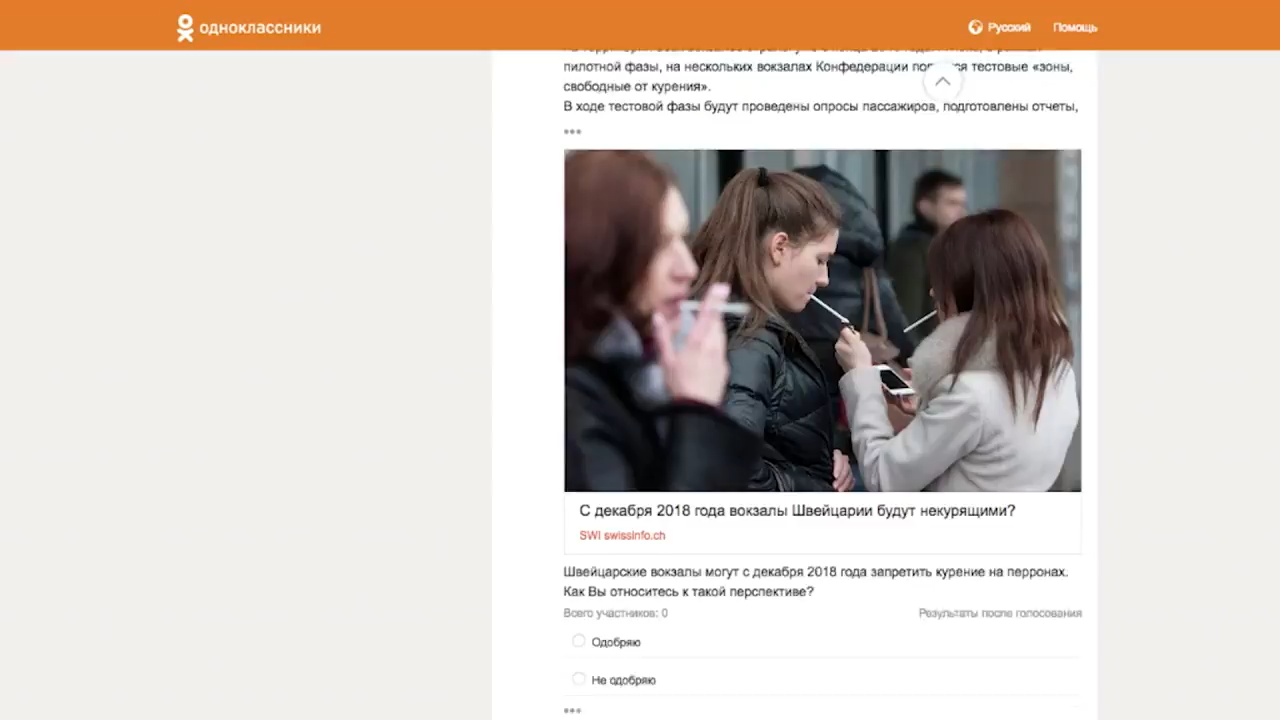 одноклассники
Русский
Помощь
пилотной фазы, на нескольких вокзалах Конфедерации тестовые «зоны,
свободные от курения».
В ходе тестовой фазы будут проведены опросы пассажиров, подготовлены отчеты,
С декабря 2018 года вокзалы Швейцарии будут некурящими?
SWI swissinfo.ch
Швейцарские вокзалы могут с декабря 2018 года запретить курение на перронах.
Как Вы относитесь к такой перспективе?
Всего участников: 0
Результаты после голосования
Одобряю
Не одобряю